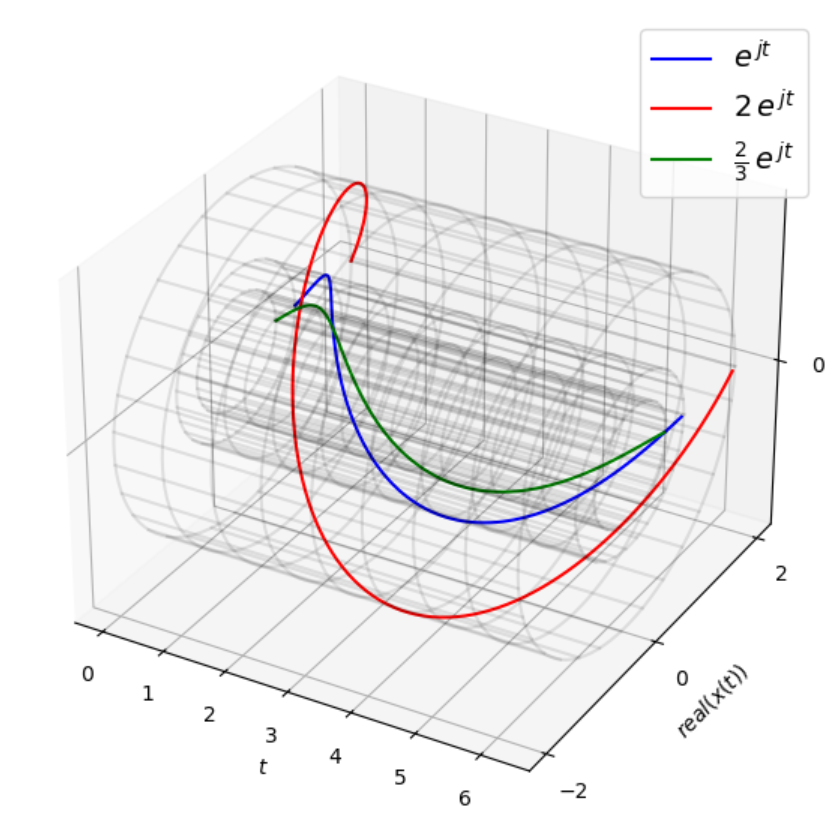 e^{jt}
2 e^{jt}
\frac{2}{3} e^{jt}
0
2
0
−2
real(x(t))
0
1
2
3
4
5
6
t